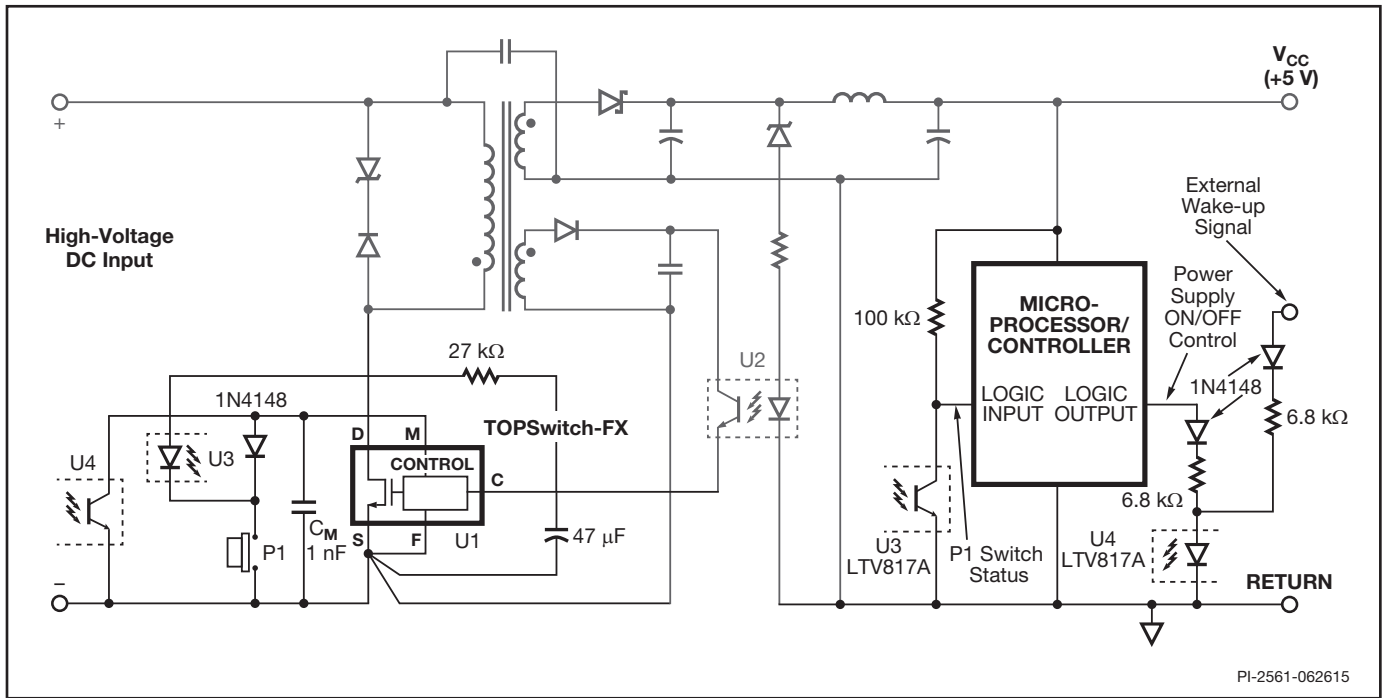 V_CC
(+5 V)
+
High-Voltage
DC Input
External
Wake-up
Signal
Power
Supply
ON/OFF
Control
MICRO-
PROCESSOR/
CONTROLLER
100 kΩ
27 kΩ
U2
1N4148
LOGIC
INPUT
LOGIC
OUTPUT
1N4148
6.8 kΩ
TOPSwitch-FX
D
M
CONTROL
C
U4
U3
6.8 kΩ
P1
C_M
1 nF
S
F
U1
47 μF
U3
LTV817A
P1 Switch
Status
U4
LTV817A
–
RETURN
PI-2561-062615